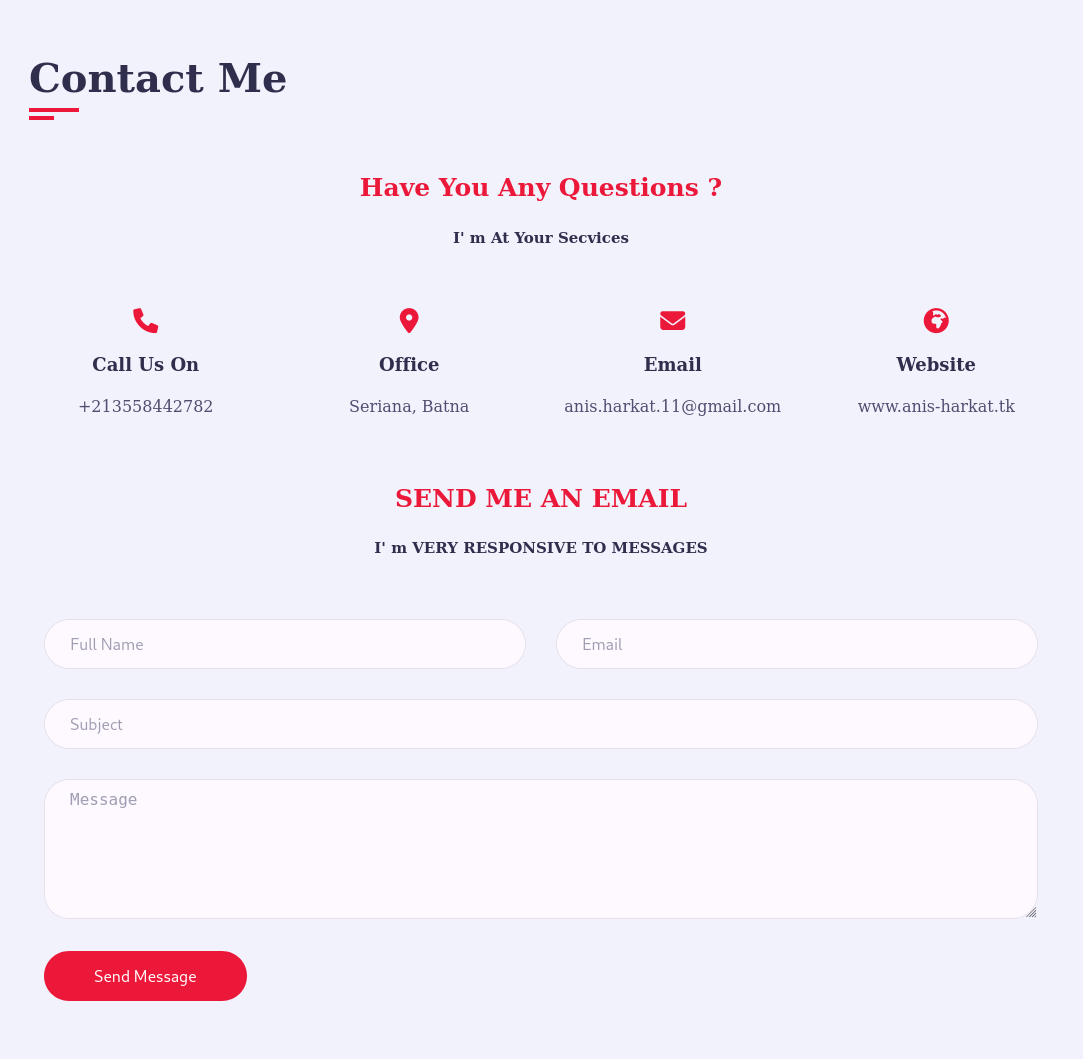 Contact Me
Have You Any Questions ?
I' m At Your Secvices
Call Us On
+213558442782
Office
Seriana, Batna
Email
anis.harkat.11@gmail.com
Website
www.anis-harkat.tk
SEND ME AN EMAIL
I' m VERY RESPONSIVE TO MESSAGES
Full Name
Email
Subject
Message
Send Message